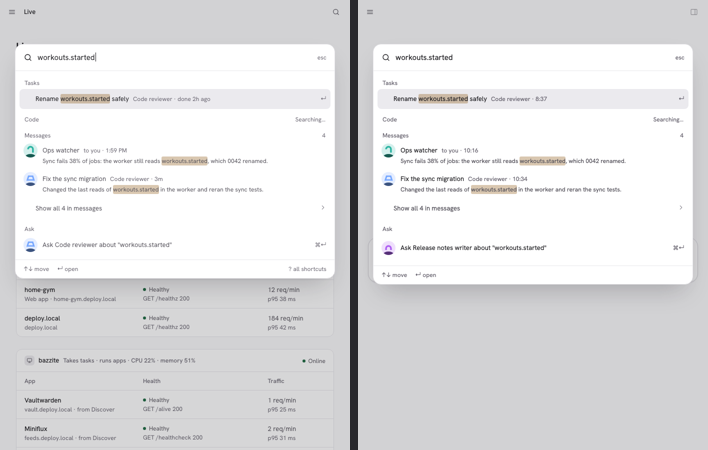 Live
workouts.started
esc
Tasks
Rename workouts.started safely Code reviewer · done 2h ago
Code Searching...
Messages 4
Ops watcher to you · 1:59 PM
Sync fails 38% of jobs: the worker still reads workouts.started, which 0042 renamed.
Fix the sync migration Code reviewer · 3m
Changed the last reads of workouts.started in the worker and reran the sync tests.
Show all 4 in messages
Ask
Ask Code reviewer about "workouts.started" ⌘↵
↑↓ move ↵ open ? all shortcuts
home-gym Healthy 12 req/min
Web app · home-gym.deploy.local GET /healthz 200 p95 38 ms
deploy.local Healthy 184 req/min
deploy.local GET /healthz 200 p95 42 ms
bazzite Takes tasks · runs apps · CPU 22% · memory 51% Online
App Health Traffic
Vaultwarden Healthy 1 req/min
vault.deploy.local · from Discover GET /alive 200 p95 25 ms
Miniflux Healthy 2 req/min
feeds.deploy.local · from Discover GET /healthcheck 200 p95 31 ms
workouts.started
esc
Tasks
Rename workouts.started safely Code reviewer · 8:37
Code Searching...
Messages 4
Ops watcher to you · 10:16
Sync fails 38% of jobs: the worker still reads workouts.started, which 0042 renamed.
Fix the sync migration Code reviewer · 10:34
Changed the last reads of workouts.started in the worker and reran the sync tests.
Show all 4 in messages
Ask
Ask Release notes writer about "workouts.started" ⌘↵
↑↓ move ↵ open